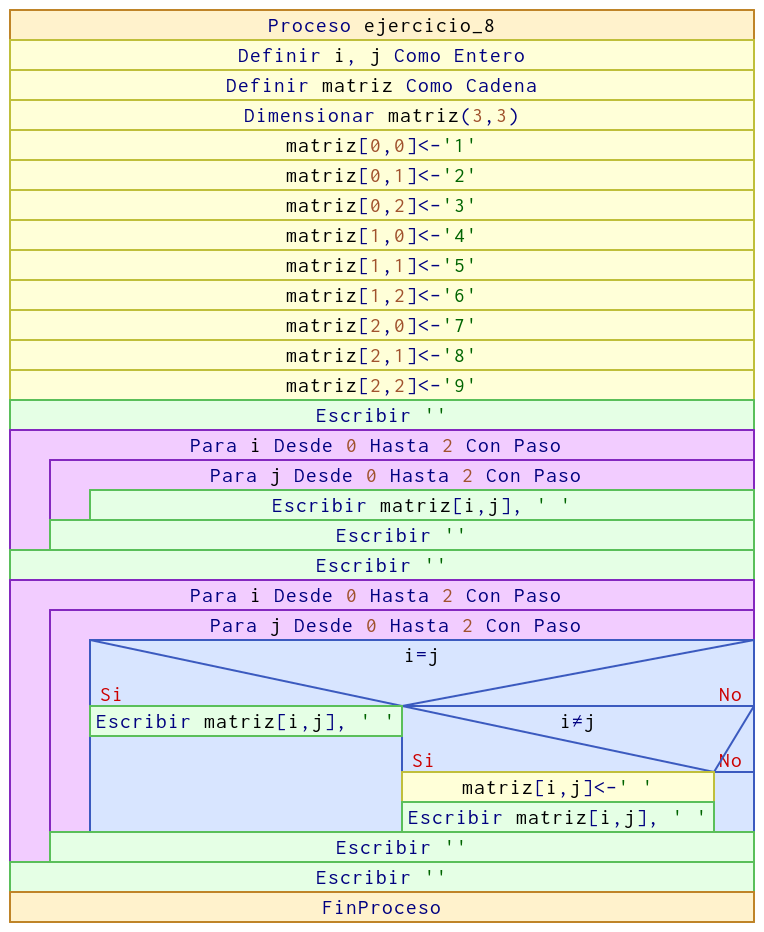 Proceso ejercicio_8
Definir i, j Como Entero
Definir matriz Como Cadena
Dimensionar matriz(3,3)
matriz[0,0]<-'1'
matriz[0,1]<-'2'
matriz[0,2]<-'3'
matriz[1,0]<-'4'
matriz[1,1]<-'5'
matriz[1,2]<-'6'
matriz[2,0]<-'7'
matriz[2,1]<-'8'
matriz[2,2]<-'9'
Escribir ''
Para i Desde 0 Hasta 2 Con Paso
Para j Desde 0 Hasta 2 Con Paso
Escribir matriz[i,j], ' '
Escribir ''
Escribir ''
Para i Desde 0 Hasta 2 Con Paso
Para j Desde 0 Hasta 2 Con Paso
i=j
Si No
Escribir matriz[i,j], ' ' i≠j
Si No
matriz[i,j]<-' '
Escribir matriz[i,j], ' '
Escribir ''
Escribir ''
FinProceso